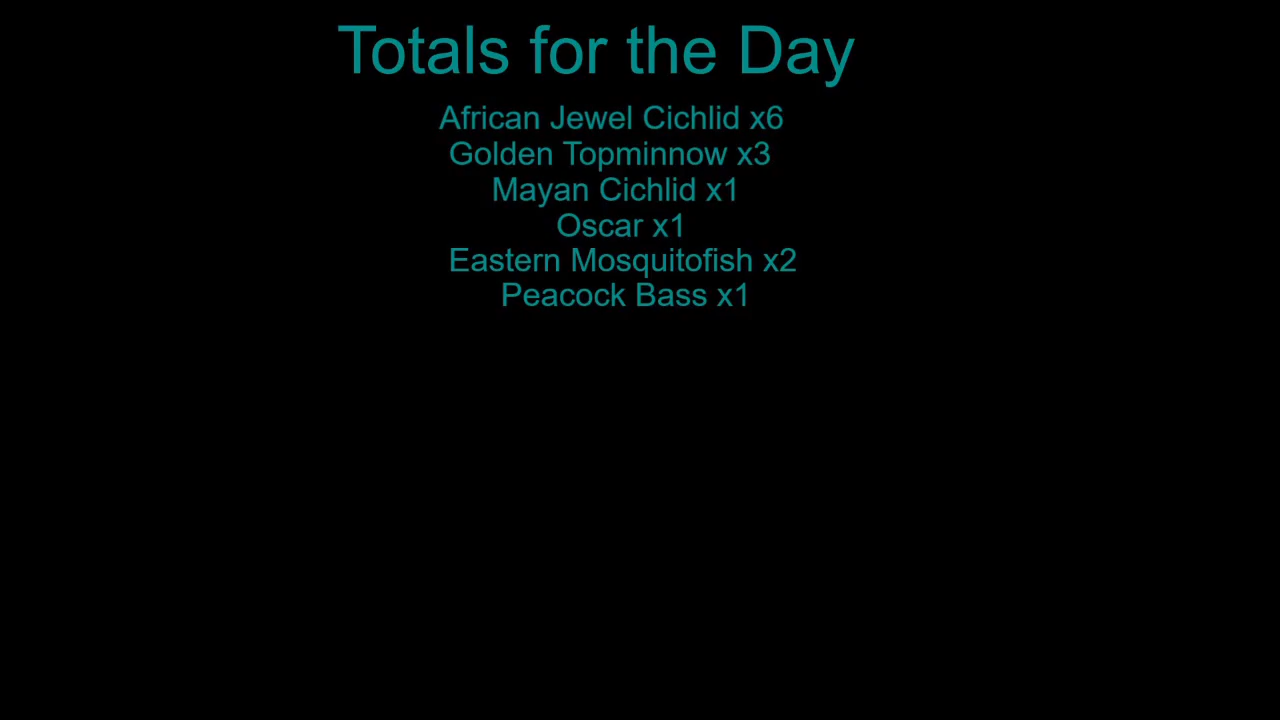 Totals for the Day
African Jewel Cichlid x6
Golden Topminnow x3
Mayan Cichlid x1
Oscar x1
Eastern Mosquitofish x2
Peacock Bass x1